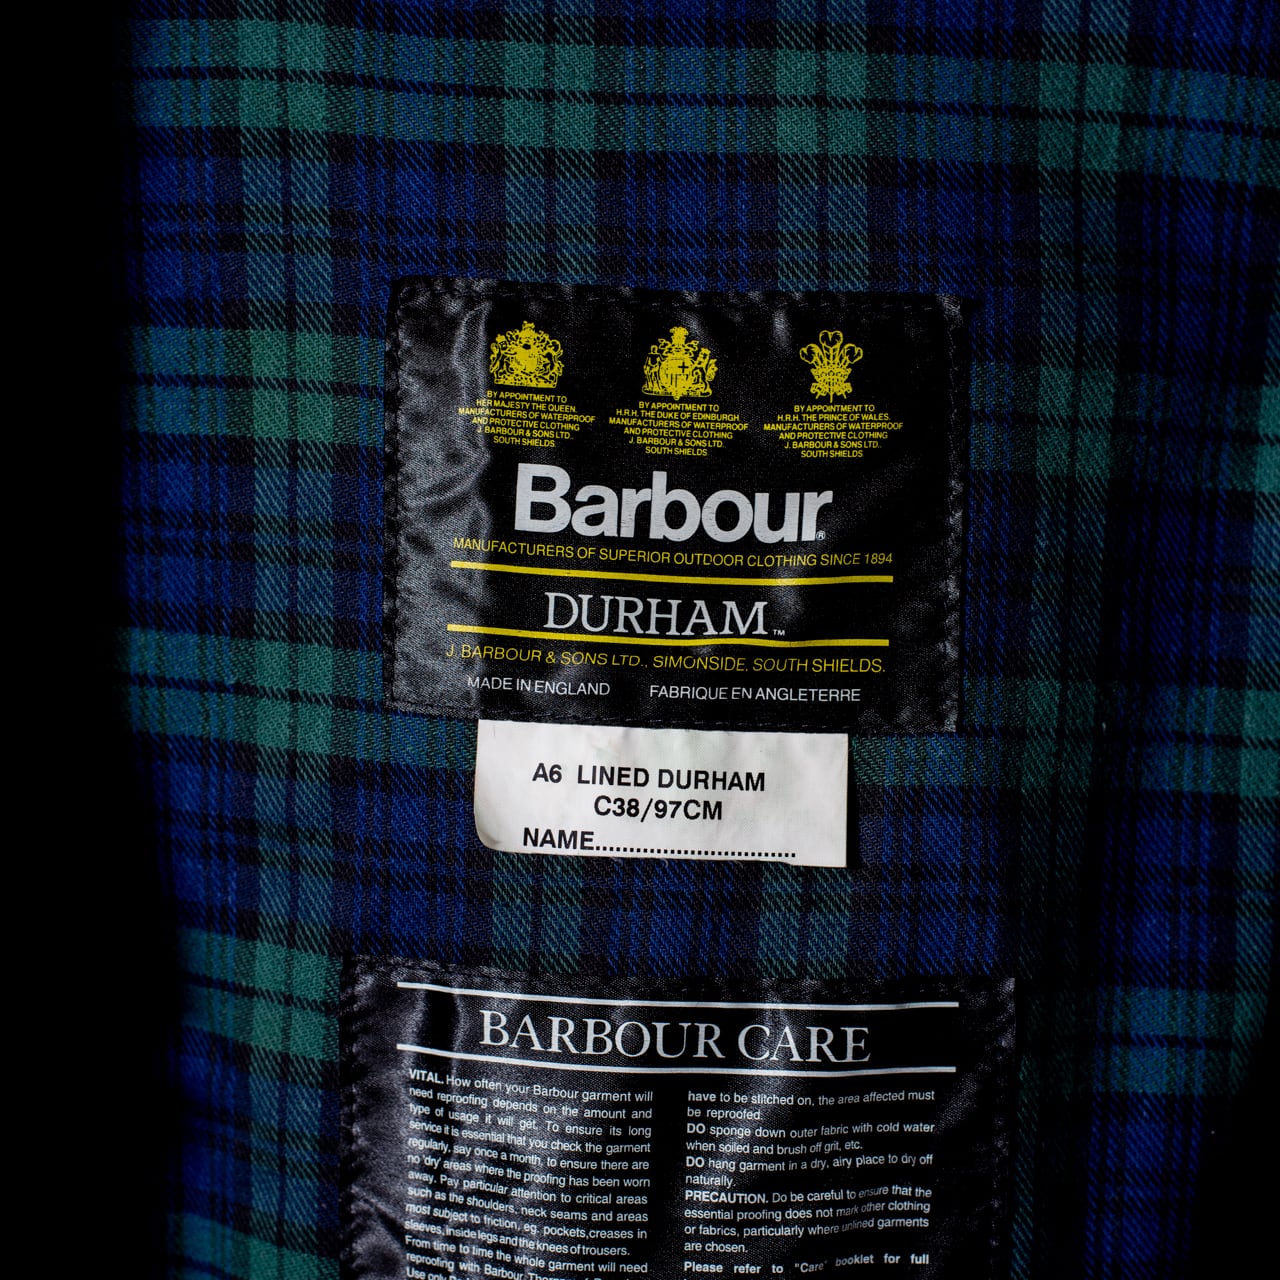 BY APPOINTMENT TO
HER MAJESTY THE QUEEN.
MANUFACTURERS OF WATERPROOF
AND PROTECTIVE CLOTHING
J. BARBOUR & SONS LTD.,
SOUTH SHIELDS.
BY APPOINTMENT TO
H.R.H. THE DUKE OF EDINBURGH.
MANUFACTURERS OF WATERPROOF
AND PROTECTIVE CLOTHING
J. BARBOUR & SONS LTD.
SOUTH SHIELDS.
BY APPOINTMENT TO
H.R.H. THE PRINCE OF WALES.
MANUFACTURERS OF WATERPROOF
AND PROTECTIVE CLOTHING
J. BARBOUR & SONS LTD.
SOUTH SHIELDS.
Barbour®
MANUFACTURERS OF SUPERIOR OUTDOOR CLOTHING SINCE 1894
DURHAM™
J. BARBOUR & SONS LTD., SIMONSIDE, SOUTH SHIELDS.
MADE IN ENGLAND FABRIQUE EN ANGLETERRE
A6 LINED DURHAM
C38/97CM
NAME..............................
BARBOUR CARE
VITAL. How often your Barbour garment will
need reproofing depends on the amount and
type of usage it will get. To ensure its long
service it is essential that you check the garment
regularly, say once a month, to ensure there are
no 'dry' areas where the proofing has been worn
away. Pay particular attention to critical areas
such as the shoulders, neck seams and areas
most subject to friction, eg. pockets, creases in
sleeves, inside legs and the knees of trousers.
From time to time the whole garment will need
reproofing with Barbour
Use only
have to be stitched on, the area affected must
be reproofed.
DO sponge down outer fabric with cold water
when soiled and brush off grit, etc.
DO hang garment in a dry, airy place to dry off
naturally.
PRECAUTION. Do be careful to ensure that the
essential proofing does not mark other clothing
or fabrics, particularly where unlined garments
are chosen.
Please refer to "Care" booklet for full